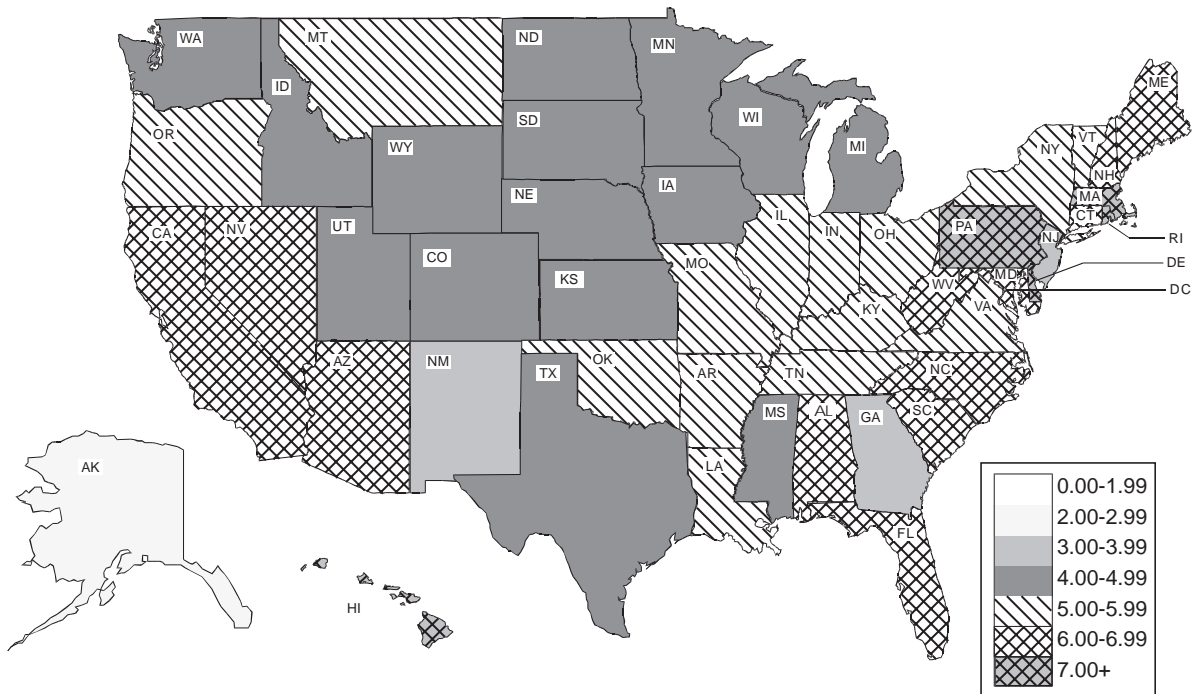 WA
MT
ND
MN
ME
ID
OR
SD
WI
VT
NY
WY
MI
NH
NE
IA
MA
CT
CA
NV
UT
IL
IN
OH
PA
NJ
RI
CO
MO
DE
KS
WV
MD
DC
KY
VA
AZ
NM
OK
TX
AR
TN
NC
MS
AL
GA
SC
LA
AK
FL
HI
0.00-1.99
2.00-2.99
3.00-3.99
4.00-4.99
5.00-5.99
6.00-6.99
7.00+